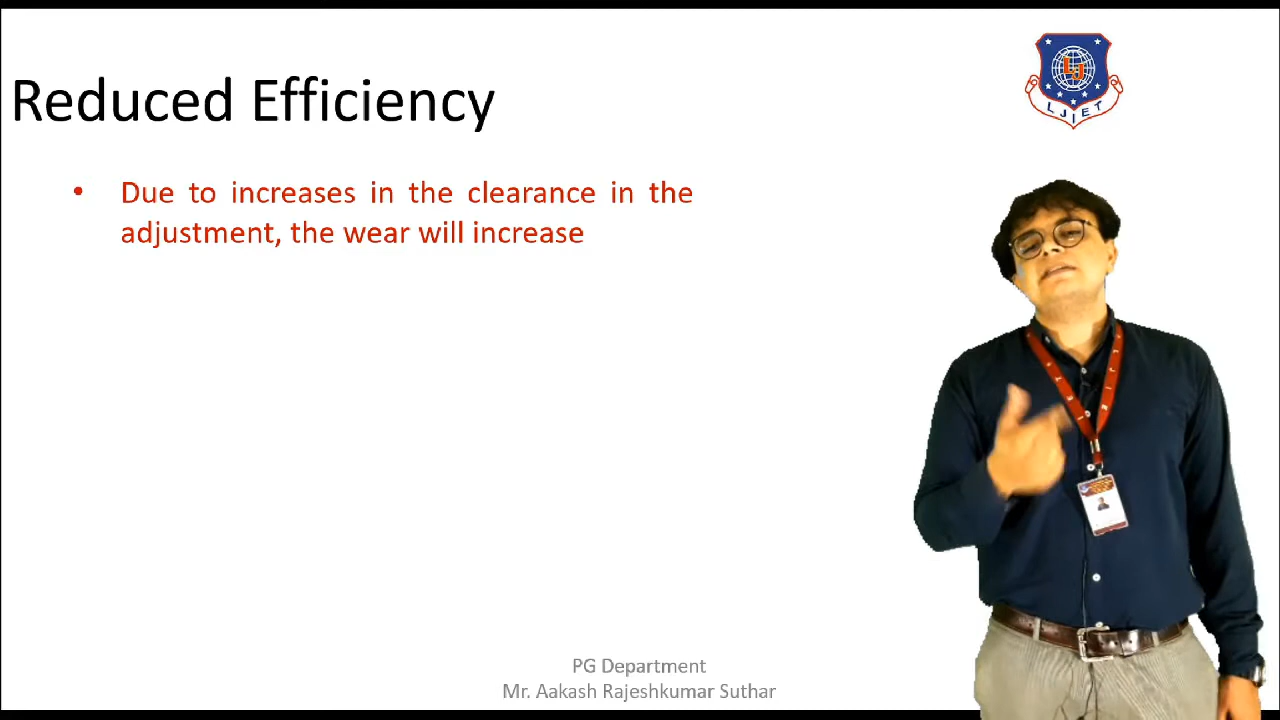 Reduced Efficiency
LJIET
• Due to increases in the clearance in the
adjustment, the wear will increase
PG Department
Mr. Aakash Rajeshkumar Suthar